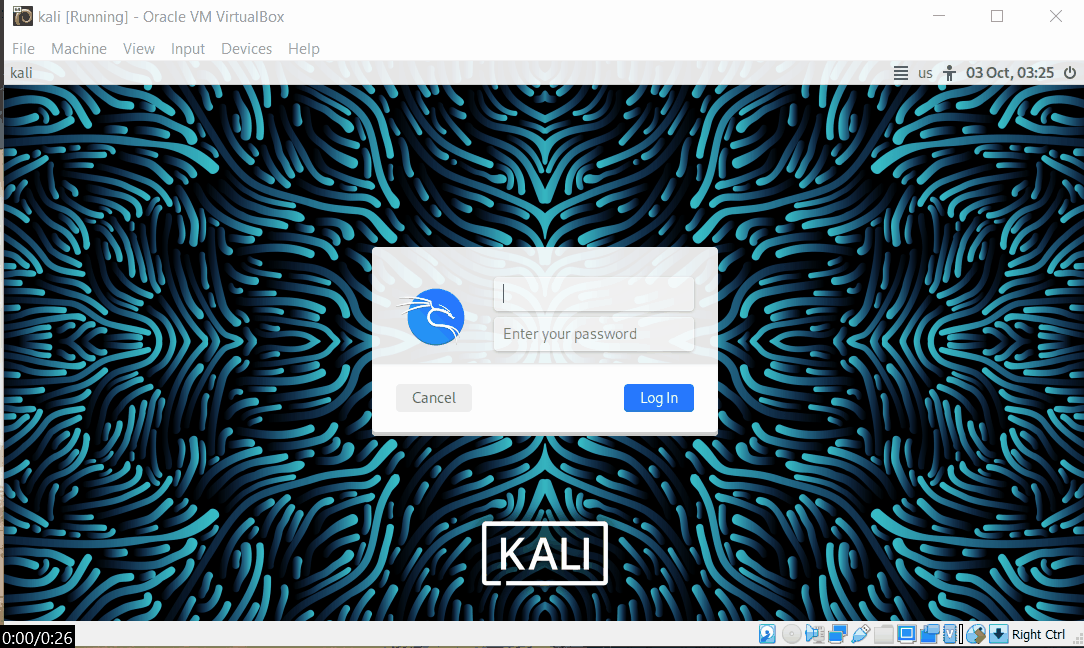 kali [Running] - Oracle VM VirtualBox
File Machine View Input Devices Help
kali us 03 Oct, 03:25
Enter your password
Cancel Log In
KALI
0:00/0:26 Right Ctrl